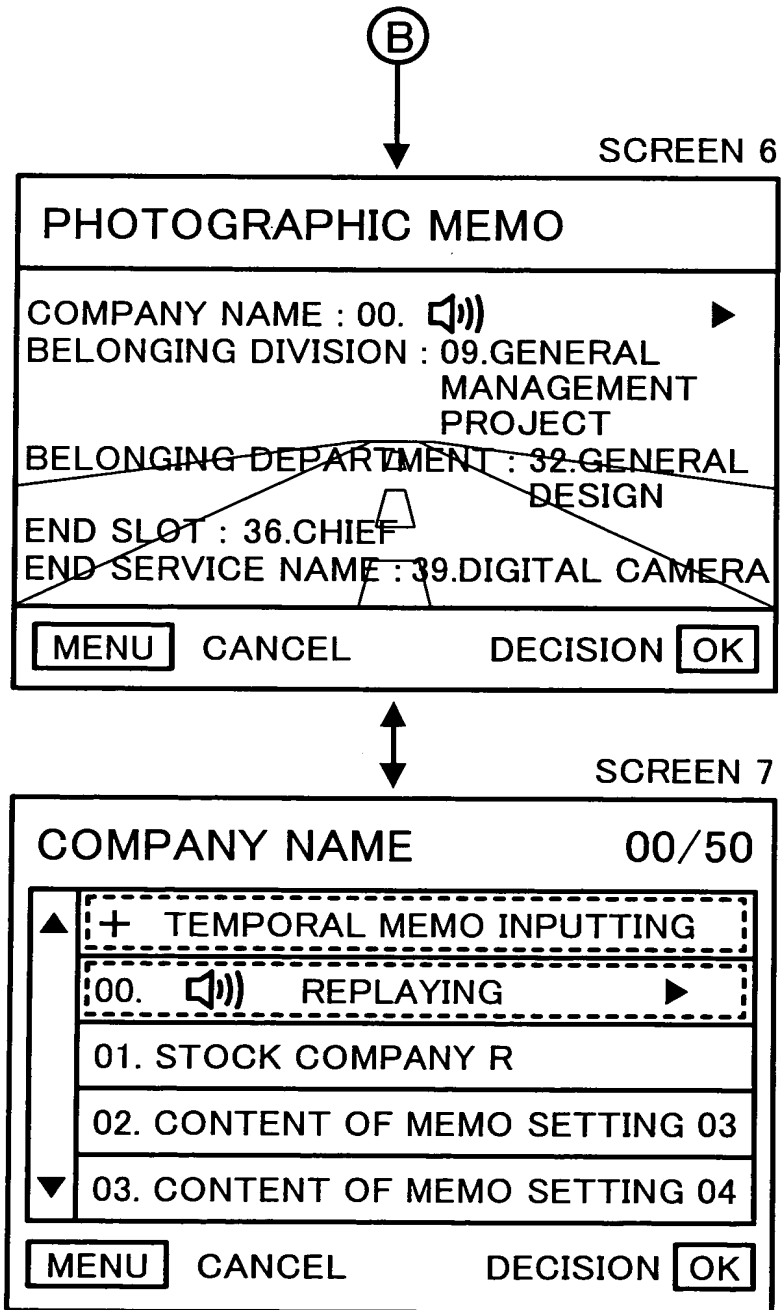 B
SCREEN 6
PHOTOGRAPHIC MEMO
COMPANY NAME : 00.
BELONGING DIVISION : 09.GENERAL
MANAGEMENT
PROJECT
BELONGING DEPARTMENT : 32.GENERAL
DESIGN
END SLOT : 36.CHIEF
END SERVICE NAME : 39.DIGITAL CAMERA
MENU CANCEL DECISION OK
SCREEN 7
COMPANY NAME 00/50
+ TEMPORAL MEMO INPUTTING
00. REPLAYING
01. STOCK COMPANY R
02. CONTENT OF MEMO SETTING 03
03. CONTENT OF MEMO SETTING 04
MENU CANCEL DECISION OK